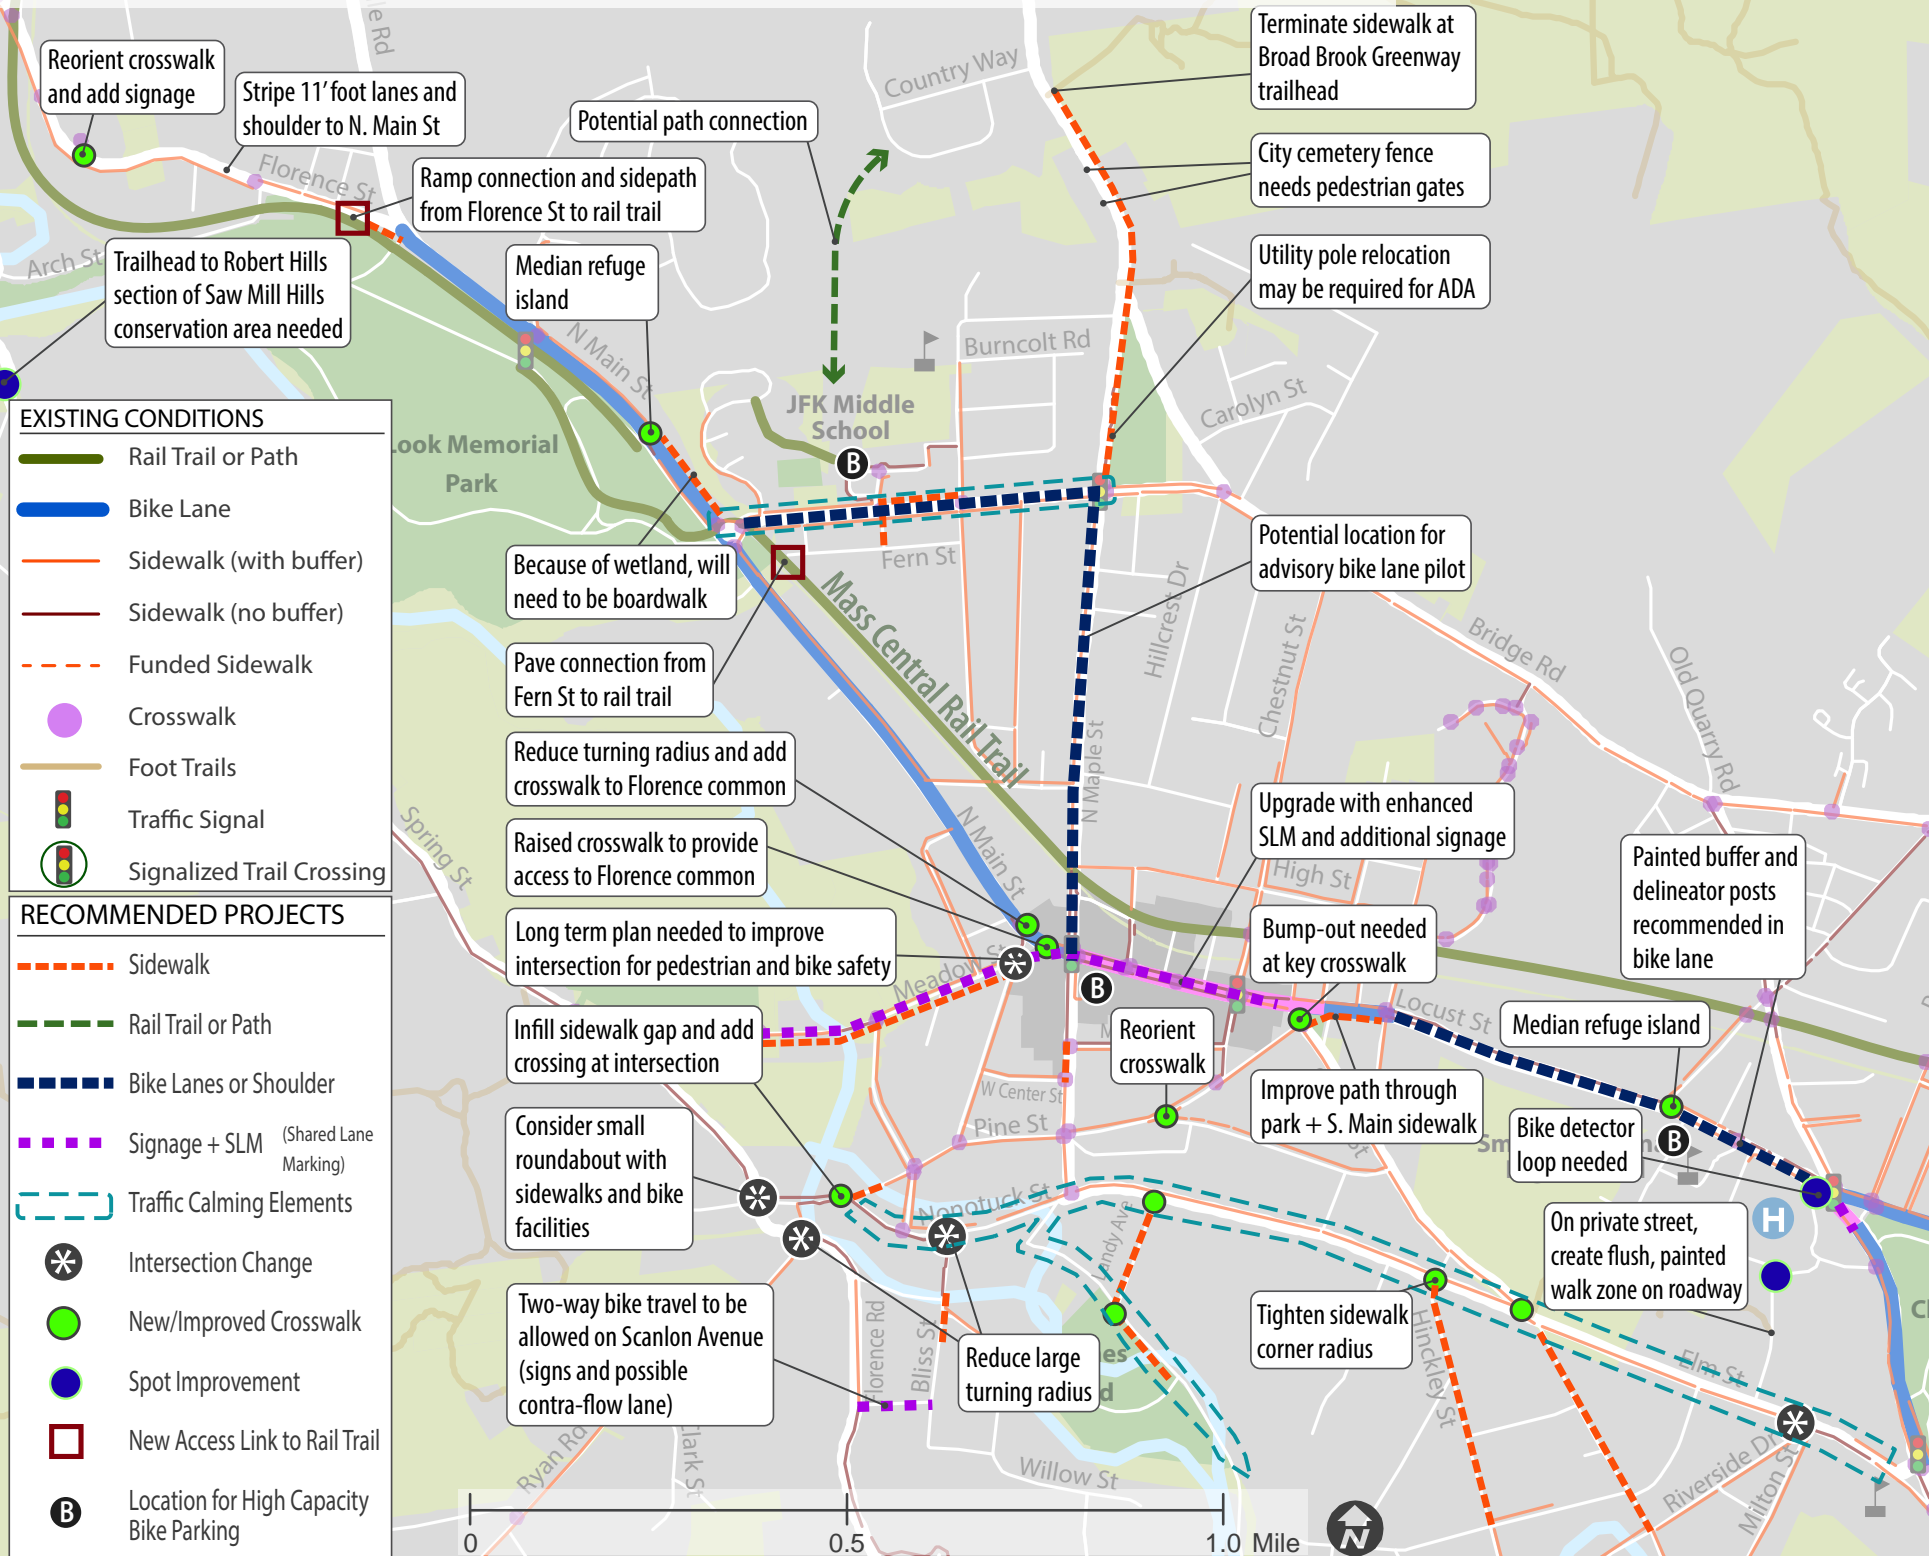 le Rd
Reorient crosswalk
and add signage
Stripe 11' foot lanes and
shoulder to N. Main St
Potential path connection
Country Way
Terminate sidewalk at
Broad Brook Greenway
trailhead
City cemetery fence
needs pedestrian gates
Florence St
Ramp connection and sidepath
from Florence St to rail trail
Arch St
Trailhead to Robert Hills
section of Saw Mill Hills
conservation area needed
Median refuge
island
Utility pole relocation
may be required for ADA
N Main St
Burncolt Rd
Carolyn St
JFK Middle
School
B
Look Memorial
Park
EXISTING CONDITIONS
Rail Trail or Path
Bike Lane
Sidewalk (with buffer)
Sidewalk (no buffer)
Funded Sidewalk
Crosswalk
Foot Trails
Traffic Signal
Signalized Trail Crossing
RECOMMENDED PROJECTS
Sidewalk
Rail Trail or Path
Bike Lanes or Shoulder
Signage + SLM
(Shared Lane
Marking)
Traffic Calming Elements
Intersection Change
New/Improved Crosswalk
Spot Improvement
New Access Link to Rail Trail
B
Location for High Capacity
Bike Parking
Because of wetland, will
need to be boardwalk
Fern St
Potential location for
advisory bike lane pilot
Mass Central Rail Trail
Hillcrest Dr
Chestnut St
Bridge Rd
Old Quarry Rd
Pave connection from
Fern St to rail trail
N Maple St
Reduce turning radius and add
crosswalk to Florence common
Spring St
N Main St
Upgrade with enhanced
SLM and additional signage
Raised crosswalk to provide
access to Florence common
High St
Painted buffer and
delineator posts
recommended in
bike lane
Long term plan needed to improve
intersection for pedestrian and bike safety
Meadow St
Bump-out needed
at key crosswalk
B
Locust St
Median refuge island
Infill sidewalk gap and add
crossing at intersection
M
Reorient
crosswalk
W Center St
Pine St
Improve path through
park + S. Main sidewalk
ot
Sm
na
B
Bike detector
loop needed
Consider small
roundabout with
sidewalks and bike
facilities
Nonotuck St
Landy Ave
H
On private street,
create flush, painted
walk zone on roadway
Two-way bike travel to be
allowed on Scanlon Avenue
(signs and possible
contra-flow lane)
Florence Rd
Bliss St
Reduce large
turning radius
es
d
Tighten sidewalk
corner radius
Hinckley St
Elm St
Cl
Ryan Rd
Clark St
Willow St
Riverside Dr
Milton St
0
0.5
1.0 Mile
N